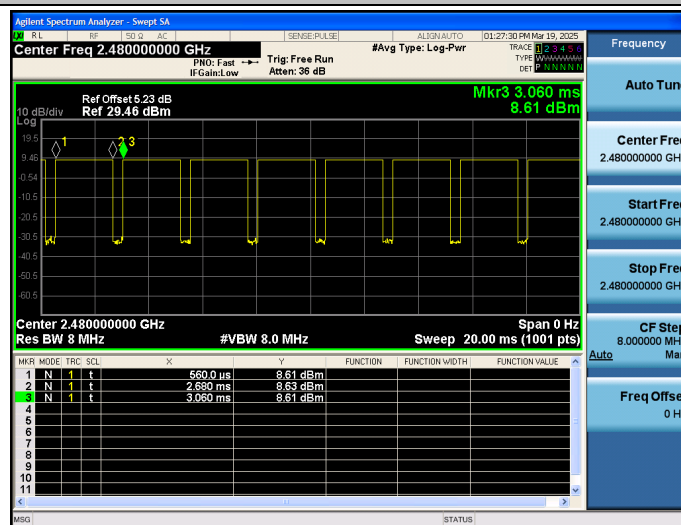 Agilent Spectrum Analyzer - Swept SA
LXI RL RF 50 Ω AC SENSE:PULSE ALIGN AUTO 01:27:30 PM Mar 19, 2025
Center Freq 2.480000000 GHz #Avg Type: Log-Pwr TRACE 1 2 3 4 5 6
PNO: Fast Trig: Free Run TYPE W
IFGain:Low Atten: 36 dB DET P N N N N N
Mkr3 3.060 ms
8.61 dBm
Ref Offset 5.23 dB
10 dB/div Ref 29.46 dBm
Log
19.5
9.46
-0.54
-10.5
-20.5
-30.5
-40.5
-50.5
-60.5
1 2 3
Center 2.480000000 GHz Span 0 Hz
Res BW 8 MHz #VBW 8.0 MHz Sweep 20.00 ms (1001 pts)
MKR MODE TRC SCL X Y FUNCTION FUNCTION WIDTH FUNCTION VALUE
1 N 1 t 560.0 µs 8.61 dBm
2 N 1 t 2.680 ms 8.63 dBm
3 N 1 t 3.060 ms 8.61 dBm
4
5
6
7
8
9
10
11
MSG STATUS
Frequency
Auto Tun
Center Fre
2.480000000 GH
Start Fre
2.480000000 GH
Stop Fre
2.480000000 GH
CF Step
8.000000 MH
Auto Ma
Freq Offse
0 H